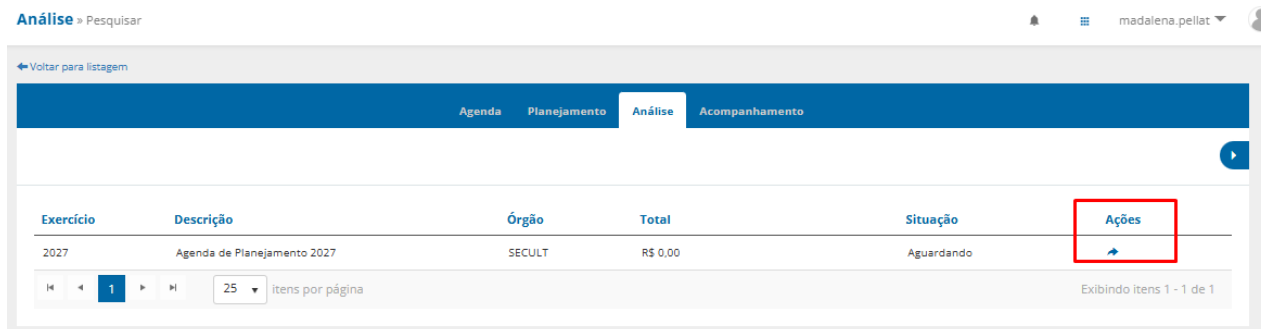 Análise » Pesquisar
madalena.pellat
Voltar para listagem
Agenda Planejamento Análise Acompanhamento
Exercício Descrição Órgão Total Situação Ações
2027 Agenda de Planejamento 2027 SECULT R$ 0,00 Aguardando
1 25 itens por página Exibindo itens 1 - 1 de 1